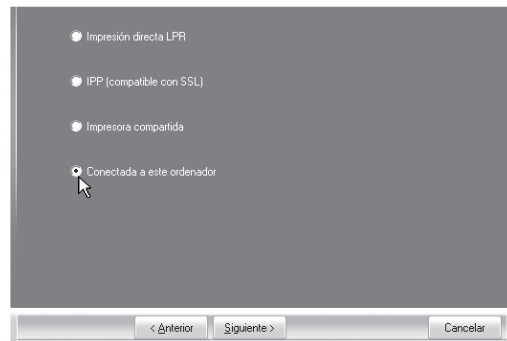 Impresión directa LPR
IPP (compatible con SSL)
Impresora compartida
Conectada a este ordenador
< Anterior Siguiente > Cancelar